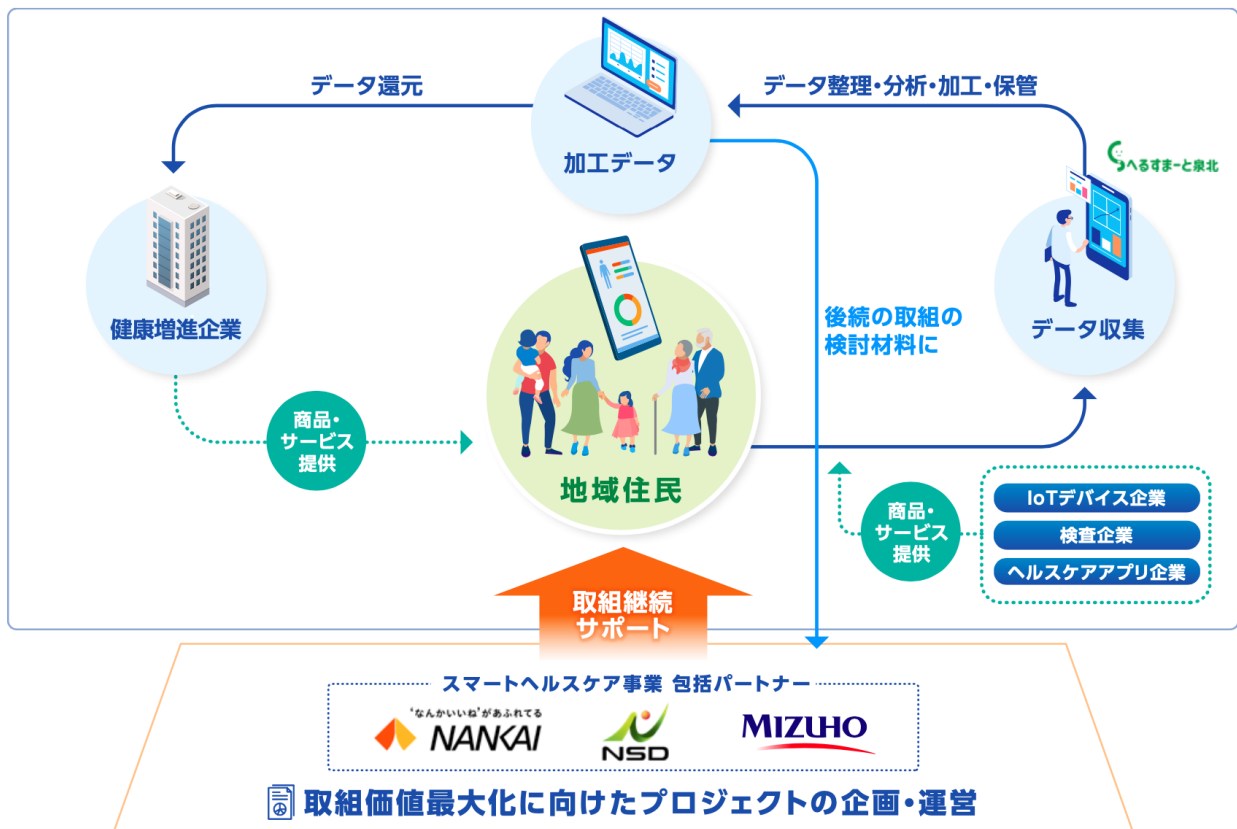 データ還元
データ整理・分析・加工・保管
加工データ
へるすまーと泉北
健康増進企業
データ収集
後続の取組の
検討材料に
商品・
サービス
提供
地域住民
商品・
サービス
提供
IoTデバイス企業
検査企業
ヘルスケアアプリ企業
取組継続
サポート
スマートヘルスケア事業 包括パートナー
‘なんかいいね’があふれてる
NANKAI
NSD
MIZUHO
取組価値最大化に向けたプロジェクトの企画・運営